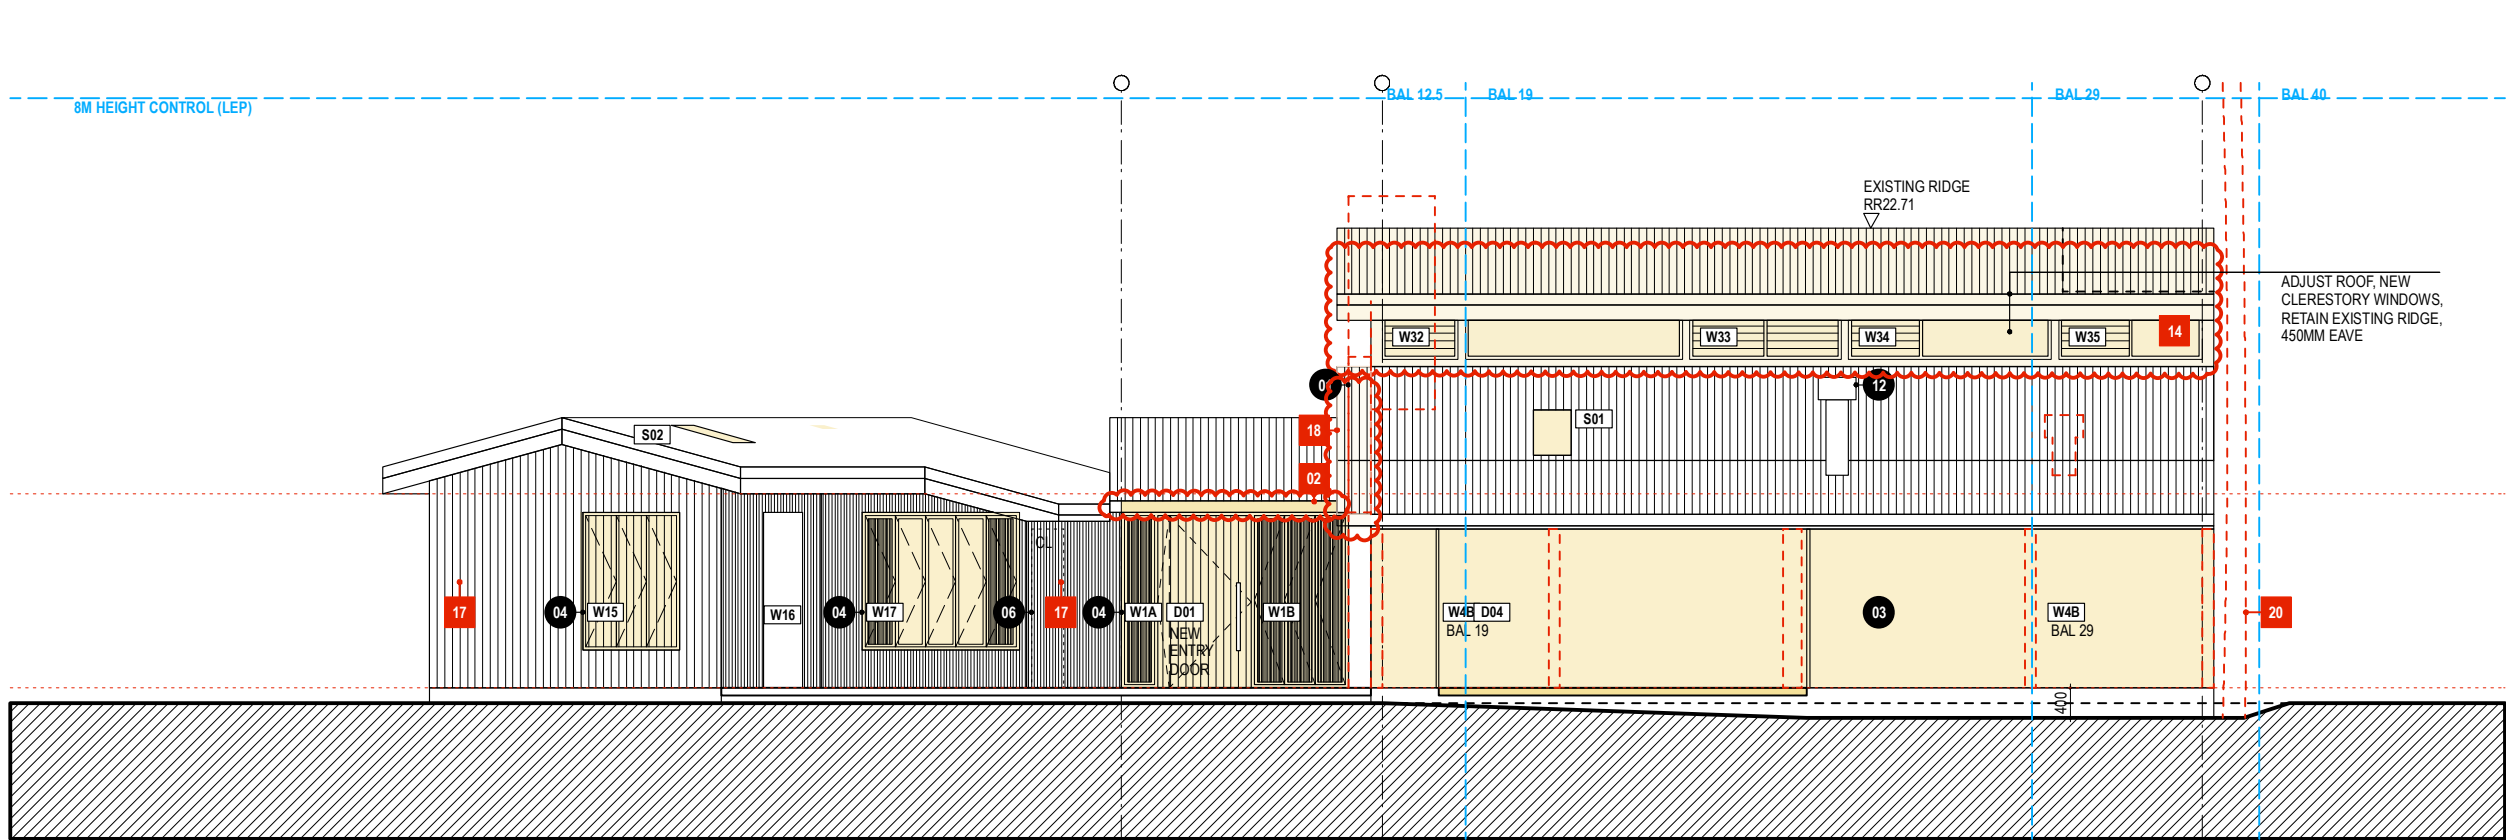 8M HEIGHT CONTROL (LEP)
BAL 12.5
BAL 19
BAL 29
BAL 40
EXISTING RIDGE
RR22.71
ADJUST ROOF, NEW
CLERESTORY WINDOWS,
RETAIN EXISTING RIDGE,
450MM EAVE
W32
W33
W34
W35
14
12
S02
S01
18
02
CL
17
04
W15
W16
04
W17
06
17
04
W1A
D01
NEW
ENTRY
DOOR
W1B
W4B
D04
BAL 19
03
W4B
BAL 29
20
400